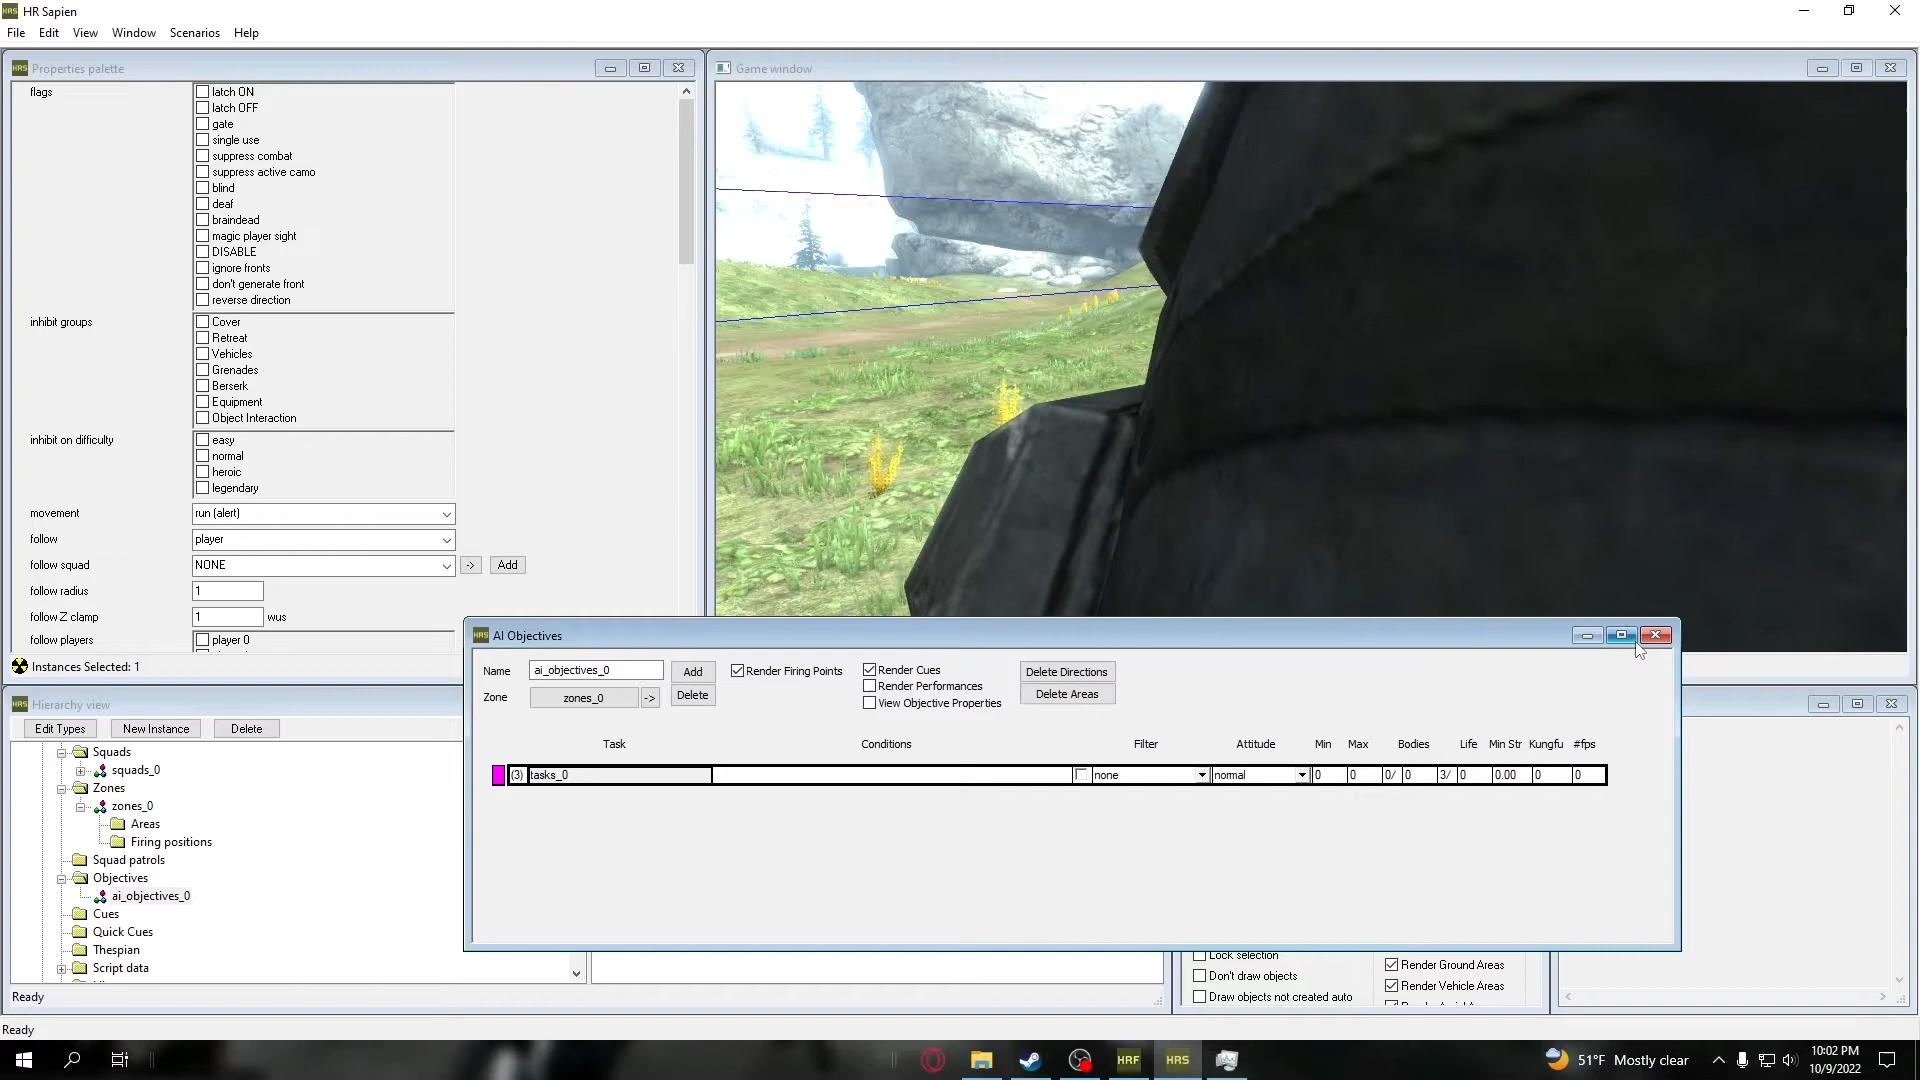 HRS HR Sapien
File Edit View Window Scenarios Help
HRS Properties palette
Game window
flags
latch ON
latch OFF
gate
single use
suppress combat
suppress active camo
blind
deaf
braindead
magic player sight
DISABLE
ignore fronts
don't generate front
reverse direction
inhibit groups
Cover
Retreat
Vehicles
Grenades
Berserk
Equipment
Object Interaction
inhibit on difficulty
easy
normal
heroic
legendary
movement run (alert)
follow player
follow squad NONE -> Add
follow radius 1
follow Z clamp 1 wus
follow players player 0
Instances Selected: 1
HRS AI Objectives
Name ai_objectives_0 Add Render Firing Points Render Cues Delete Directions
Zone zones_0 -> Delete Render Performances Delete Areas
View Objective Properties
Task Conditions Filter Attitude Min Max Bodies Life Min Str Kungfu #fps
(3) tasks_0 none normal 0 0 0/ 0 3/ 0 0.00 0 0
HRS Hierarchy view
Edit Types New Instance Delete
Squads
squads_0
Zones
zones_0
Areas
Firing positions
Squad patrols
Objectives
ai_objectives_0
Cues
Quick Cues
Thespian
Script data
Lock selection
Don't draw objects
Draw objects not created auto
Render Ground Areas
Render Vehicle Areas
Ready
Ready
HRF HRS
51°F Mostly clear
10:02 PM
10/9/2022